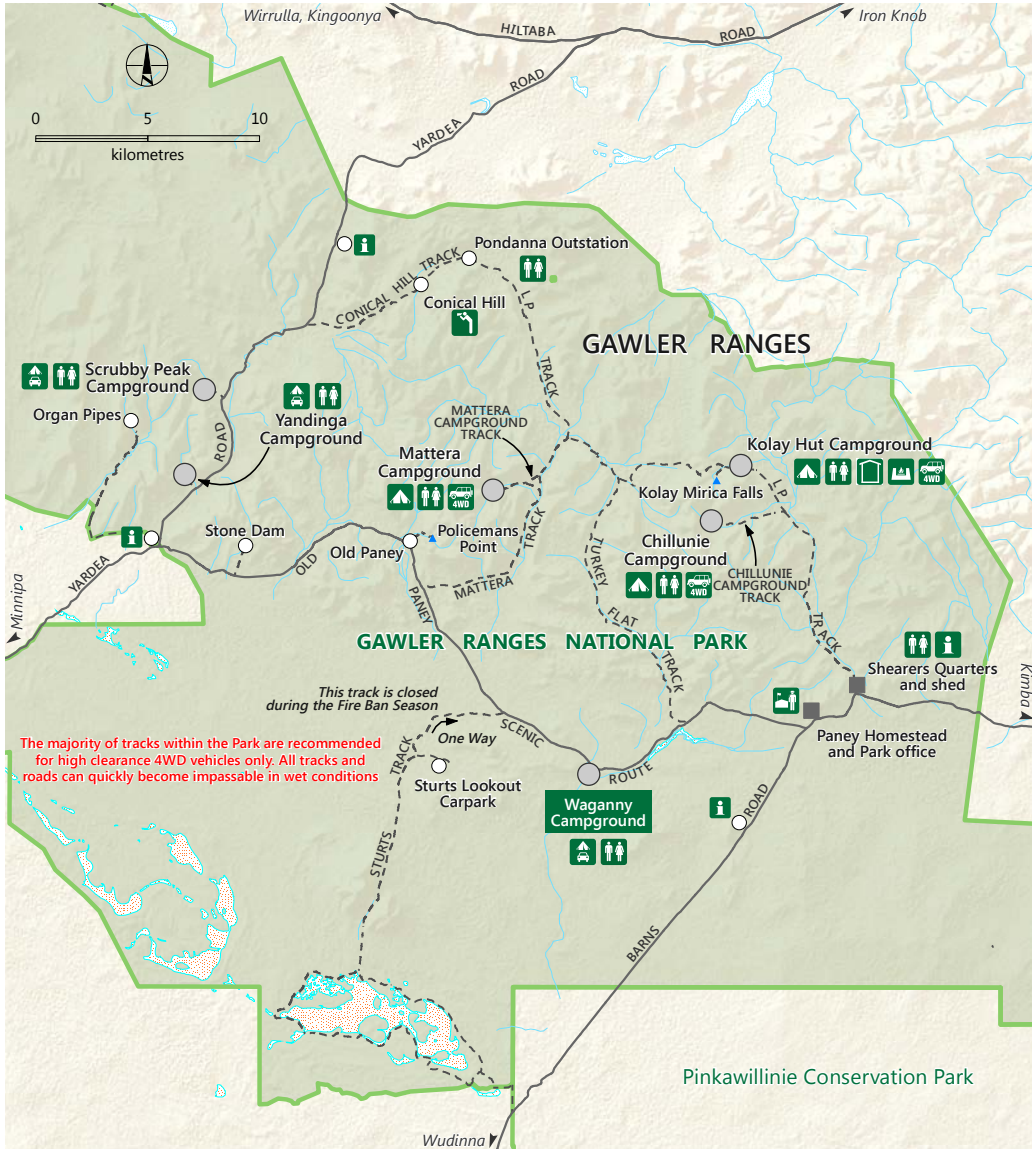 Wirrulla, Kingoonya
Iron Knob
HILTABA
ROAD
ROAD
YARDEA
0 5 10
kilometres
Pondanna Outstation
CONICAL HILL TRACK
Conical Hill
LP
TRACK
GAWLER RANGES
Scrubby Peak
Campground
Organ Pipes
ROAD
Yandinga
Campground
MATTERA
CAMPGROUND
TRACK
Mattera
Campground
4WD
Kolay Hut Campground
4WD
Kolay Mirica Falls
LP
Stone Dam
Old Paney
Policemans
Point
TRACK
Chillunie
Campground
4WD
CHILLUNIE
CAMPGROUND
TRACK
YARDEA
OLD
PANEY
MATTERA
TURKEY
FLAT
TRACK
TRACK
Minnipa
GAWLER RANGES NATIONAL PARK
Shearers Quarters
and shed
Kimba
This track is closed
during the Fire Ban Season
One Way
SCENIC
ROUTE
Paney Homestead
and Park office
The majority of tracks within the Park are recommended
for high clearance 4WD vehicles only. All tracks and
roads can quickly become impassable in wet conditions
TRACK
Sturts Lookout
Carpark
STURTS
Waganny
Campground
ROAD
BARNS
Pinkawillinie Conservation Park
Wudinna